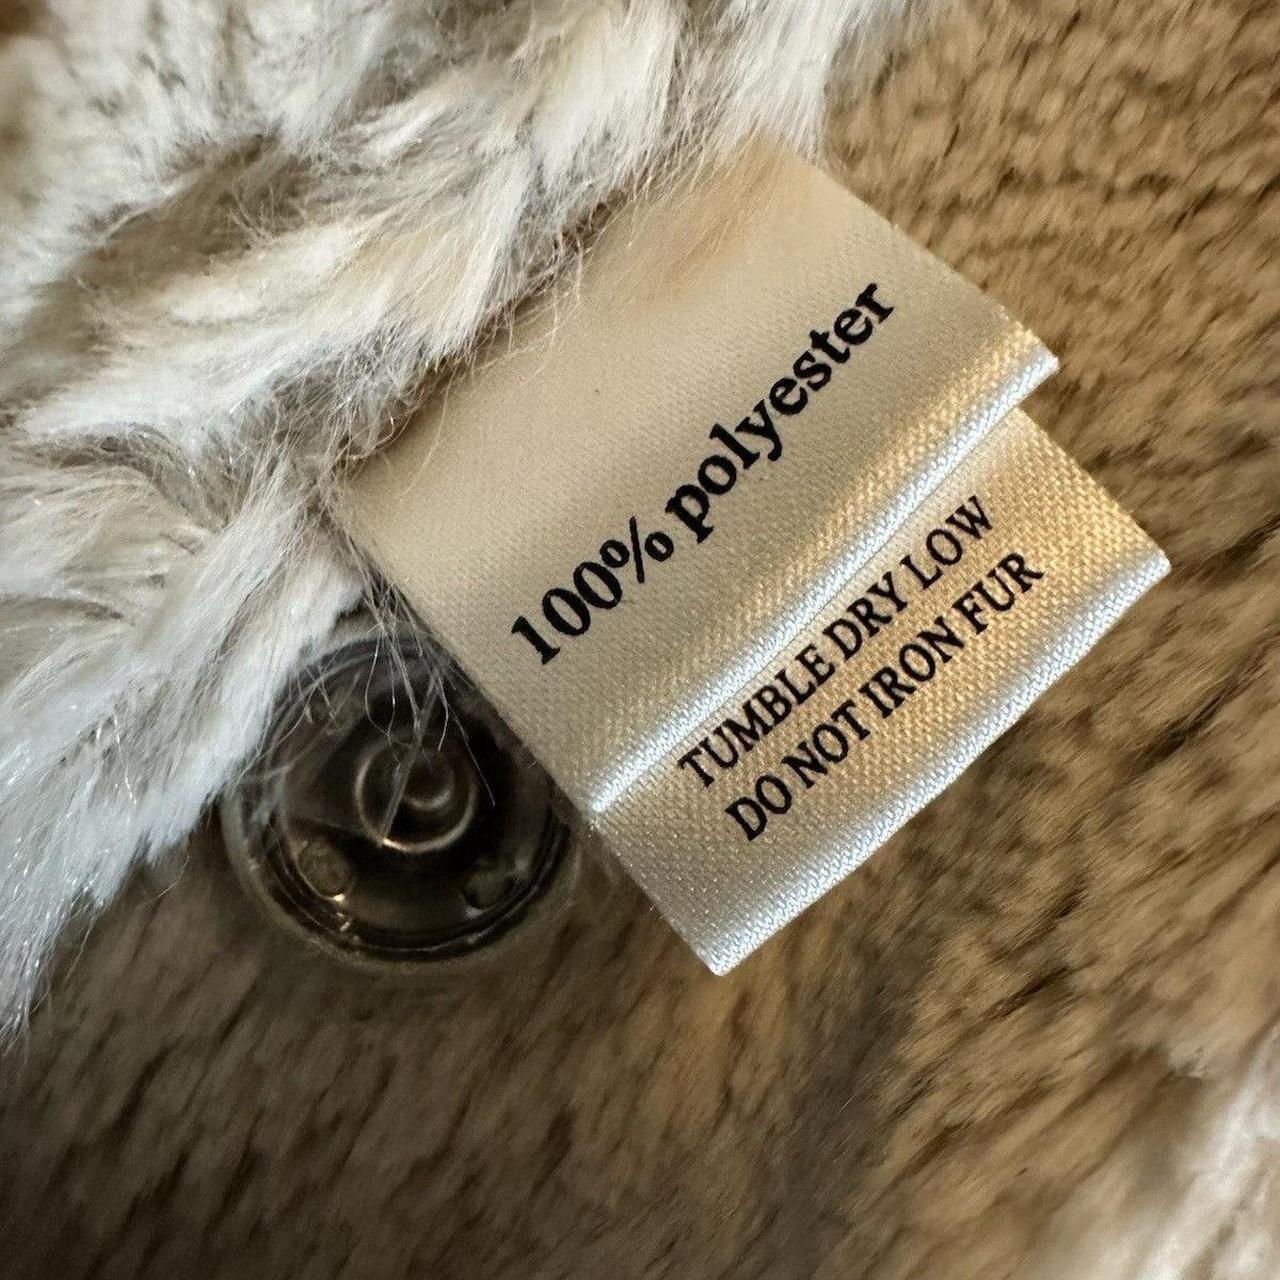 100% polyester
TUMBLE DRY LOW
DO NOT IRON FUR